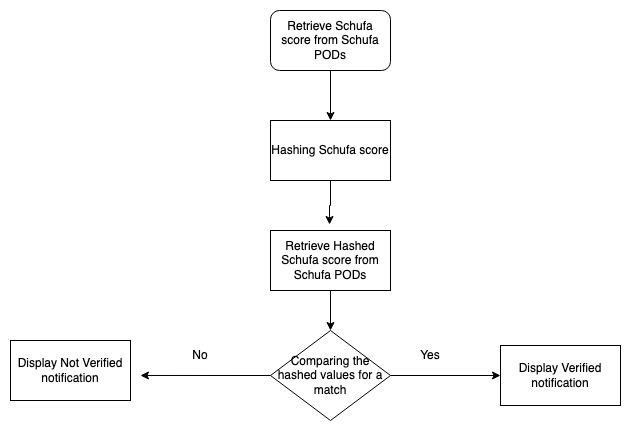 Retrieve Schufa
score from Schufa
PODs
Hashing Schufa score
Retrieve Hashed
Schufa score from
Schufa PODs
Comparing the
hashed values for a
match
No
Yes
Display Not Verified
notification
Display Verified
notification